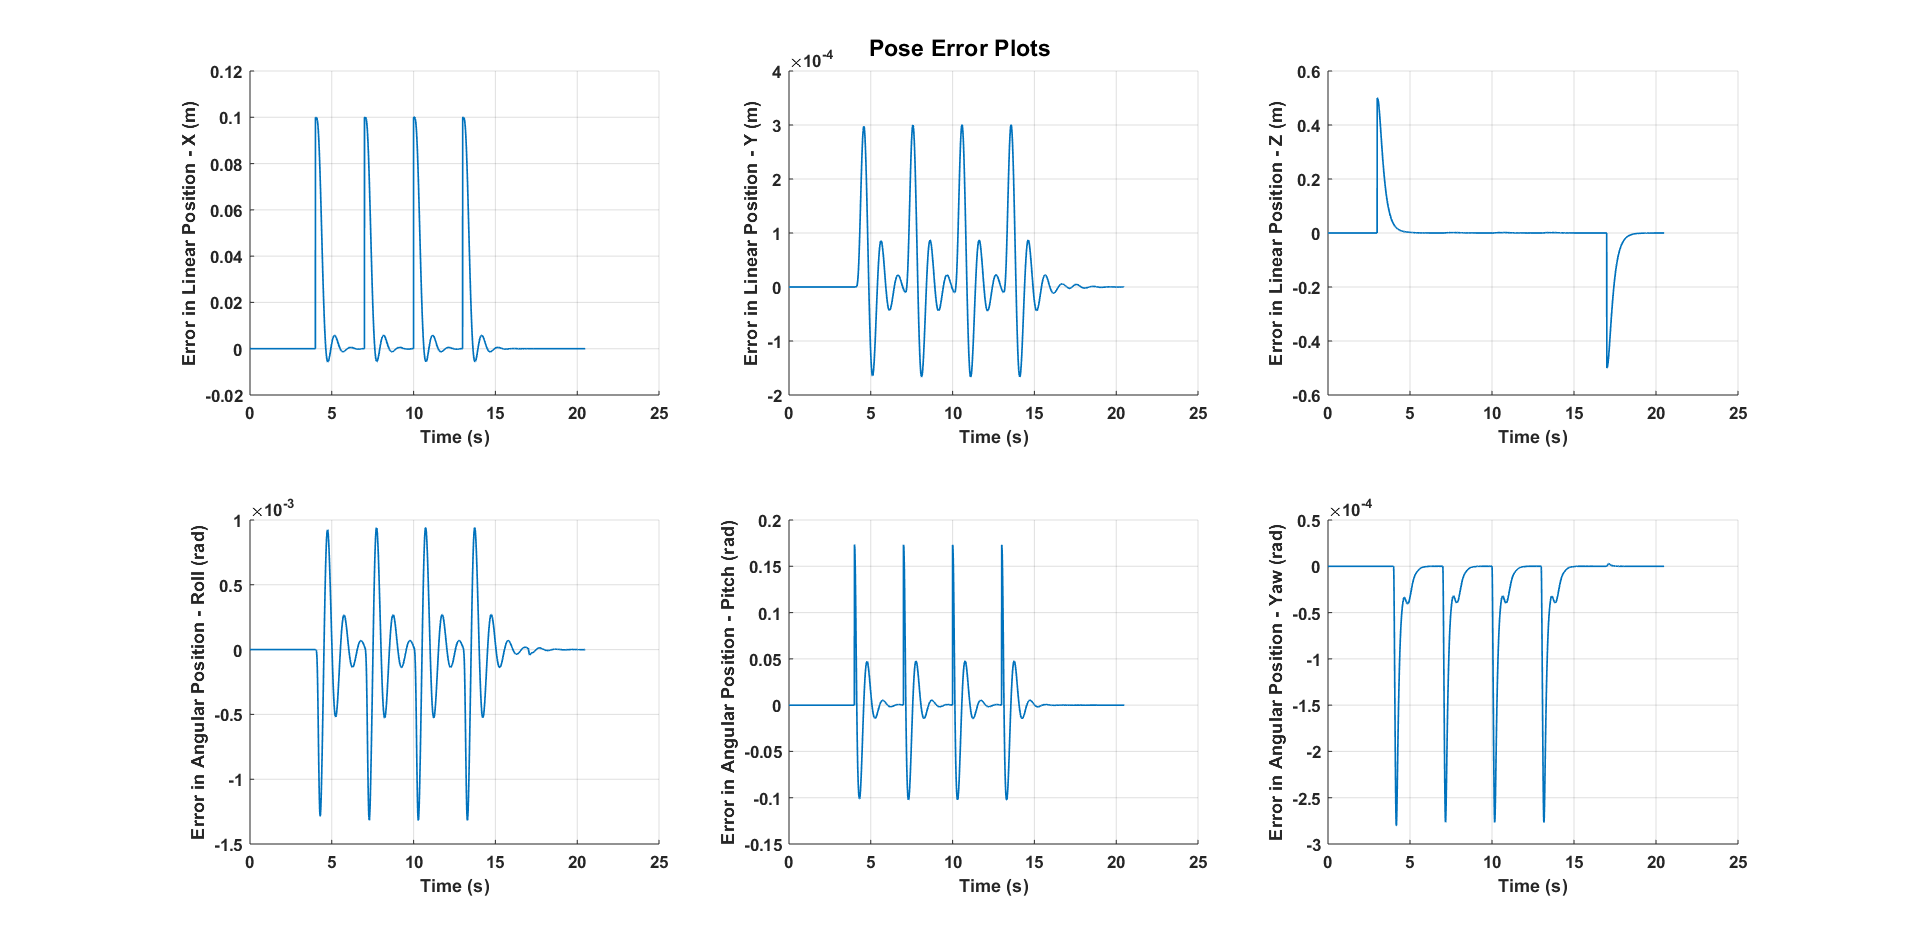 Pose Error Plots
0.12
0.1
0.08
0.06
0.04
0.02
0
-0.02
Error in Linear Position - X (m)
0 5 10 15 20 25
Time (s)
×10-4
4
3
2
1
0
-1
-2
Error in Linear Position - Y (m)
0 5 10 15 20 25
Time (s)
0.6
0.4
0.2
0
-0.2
-0.4
-0.6
Error in Linear Position - Z (m)
0 5 10 15 20 25
Time (s)
×10-3
1
0.5
0
-0.5
-1
-1.5
Error in Angular Position - Roll (rad)
0 5 10 15 20 25
Time (s)
0.2
0.15
0.1
0.05
0
-0.05
-0.1
-0.15
Error in Angular Position - Pitch (rad)
0 5 10 15 20 25
Time (s)
×10-4
0.5
0
-0.5
-1
-1.5
-2
-2.5
-3
Error in Angular Position - Yaw (rad)
0 5 10 15 20 25
Time (s)